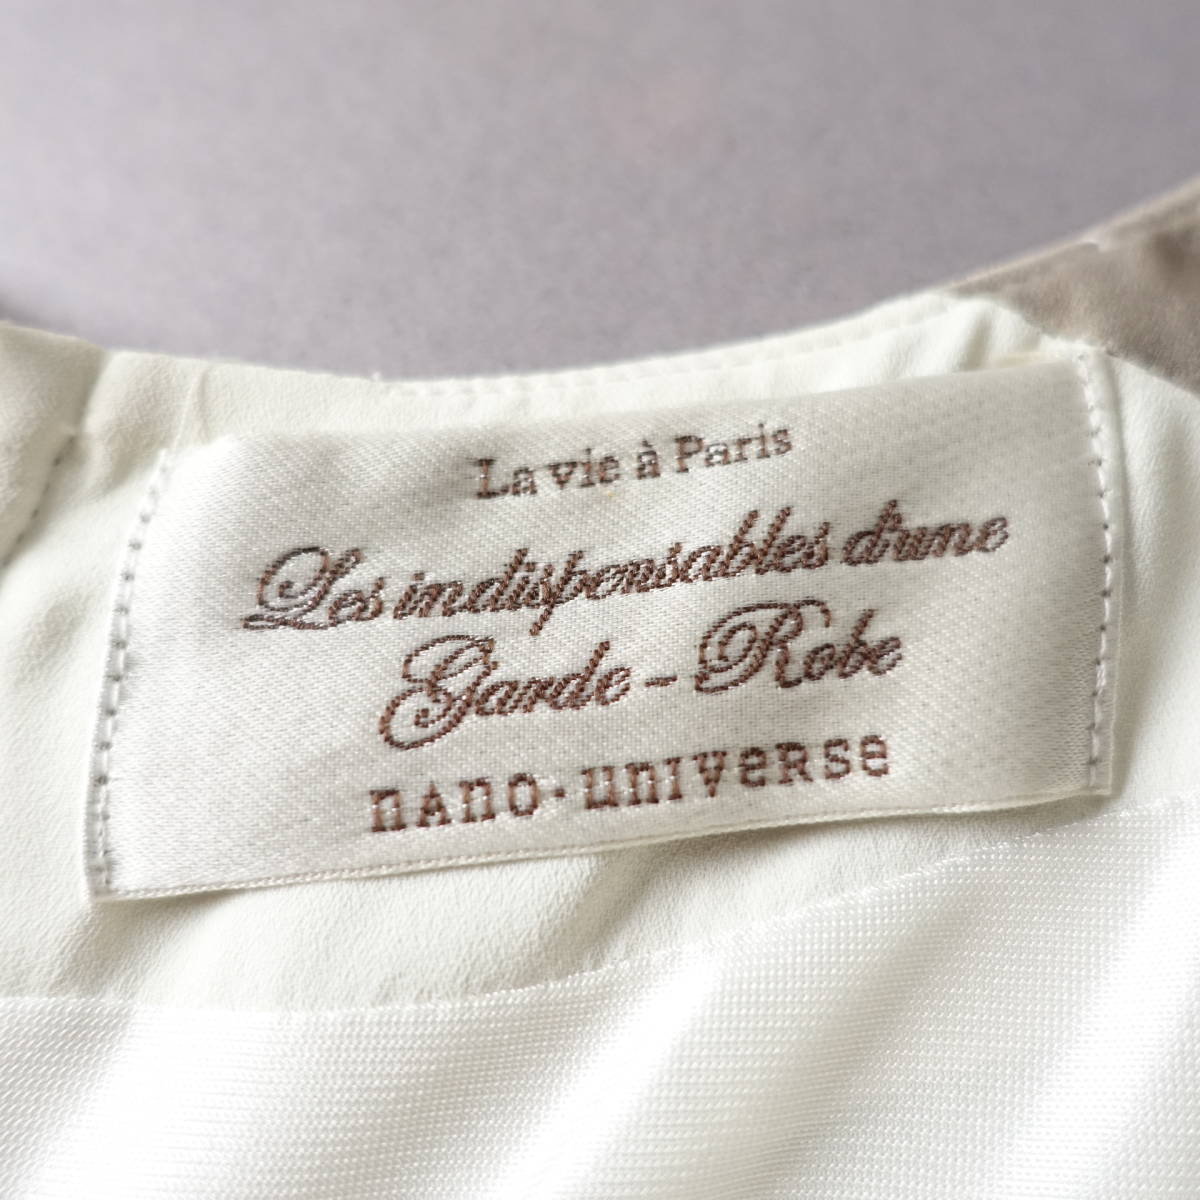 La vie à Paris
Les indispensables d'une
Garde - Robe
nano·universe